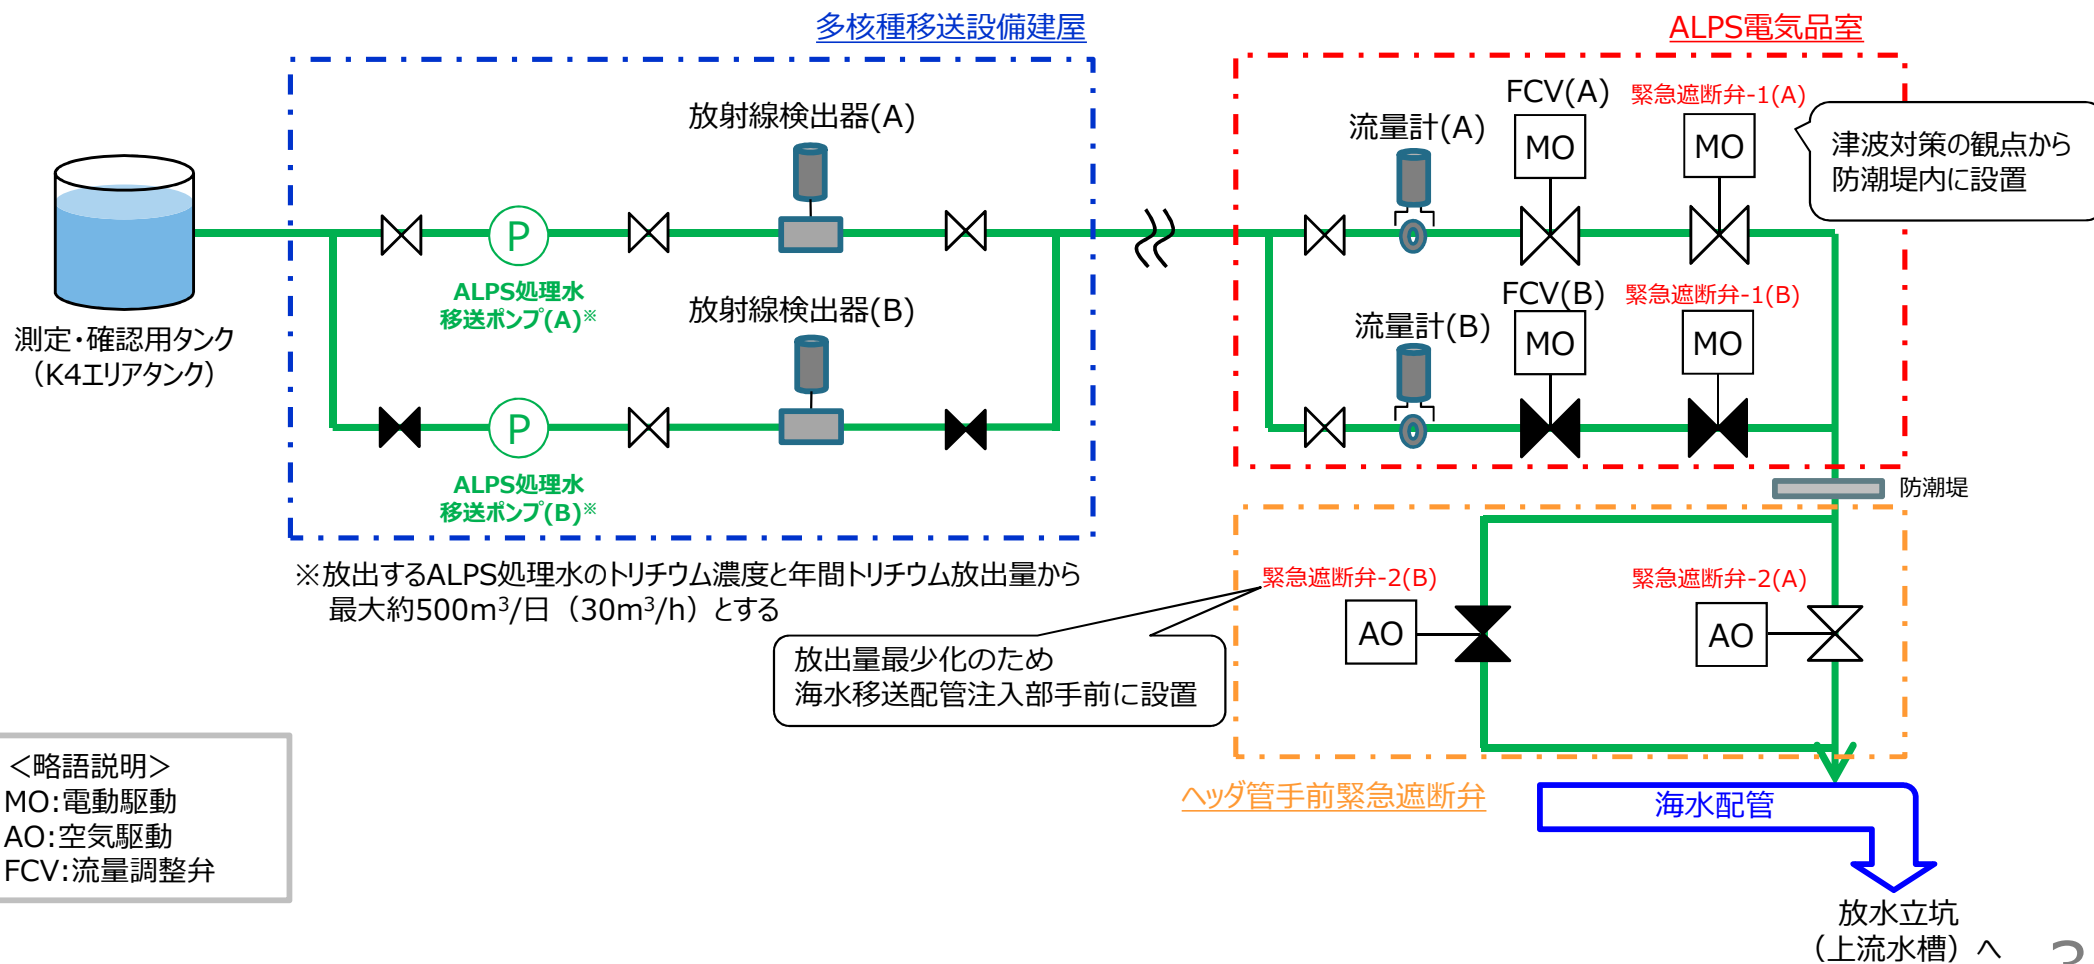 多核種移送設備建屋
ALPS電気品室
放射線検出器(A)
流量計(A)
FCV(A)
緊急遮断弁-1(A)
MO
MO
津波対策の観点から
防潮堤内に設置
P
ALPS処理水
移送ポンプ(A)※
測定・確認用タンク
（K4エリアタンク）
放射線検出器(B)
流量計(B)
FCV(B)
緊急遮断弁-1(B)
MO
MO
P
ALPS処理水
移送ポンプ(B)※
防潮堤
※放出するALPS処理水のトリチウム濃度と年間トリチウム放出量から
最大約500m³/日（30m³/h）とする
緊急遮断弁-2(B)
緊急遮断弁-2(A)
AO
AO
放出量最少化のため
海水移送配管注入部手前に設置
ヘッダ管手前緊急遮断弁
海水配管
＜略語説明＞
MO:電動駆動
AO:空気駆動
FCV:流量調整弁
放水立坑
（上流水槽）へ
3